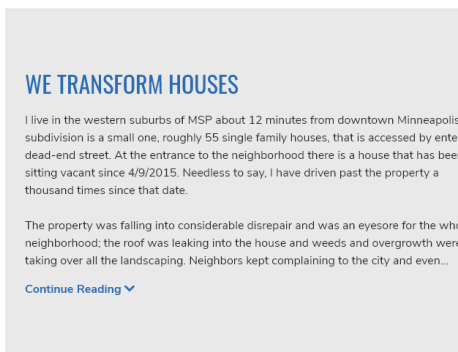 WE TRANSFORM HOUSES
I live in the western suburbs of MSP about 12 minutes from downtown Minneapolis
subdivision is a small one, roughly 55 single family houses, that is accessed by
dead-end street. At the entrance to the neighborhood there is a house that has
sitting vacant since 4/9/2015. Needless to say, I have driven past the property a
thousand times since that date.
The property was falling into considerable disrepair and was an eyesore for the
neighborhood; the roof was leaking into the house and weeds and overgrowth
taking over all the landscaping. Neighbors kept complaining to the city and even...
Continue Reading